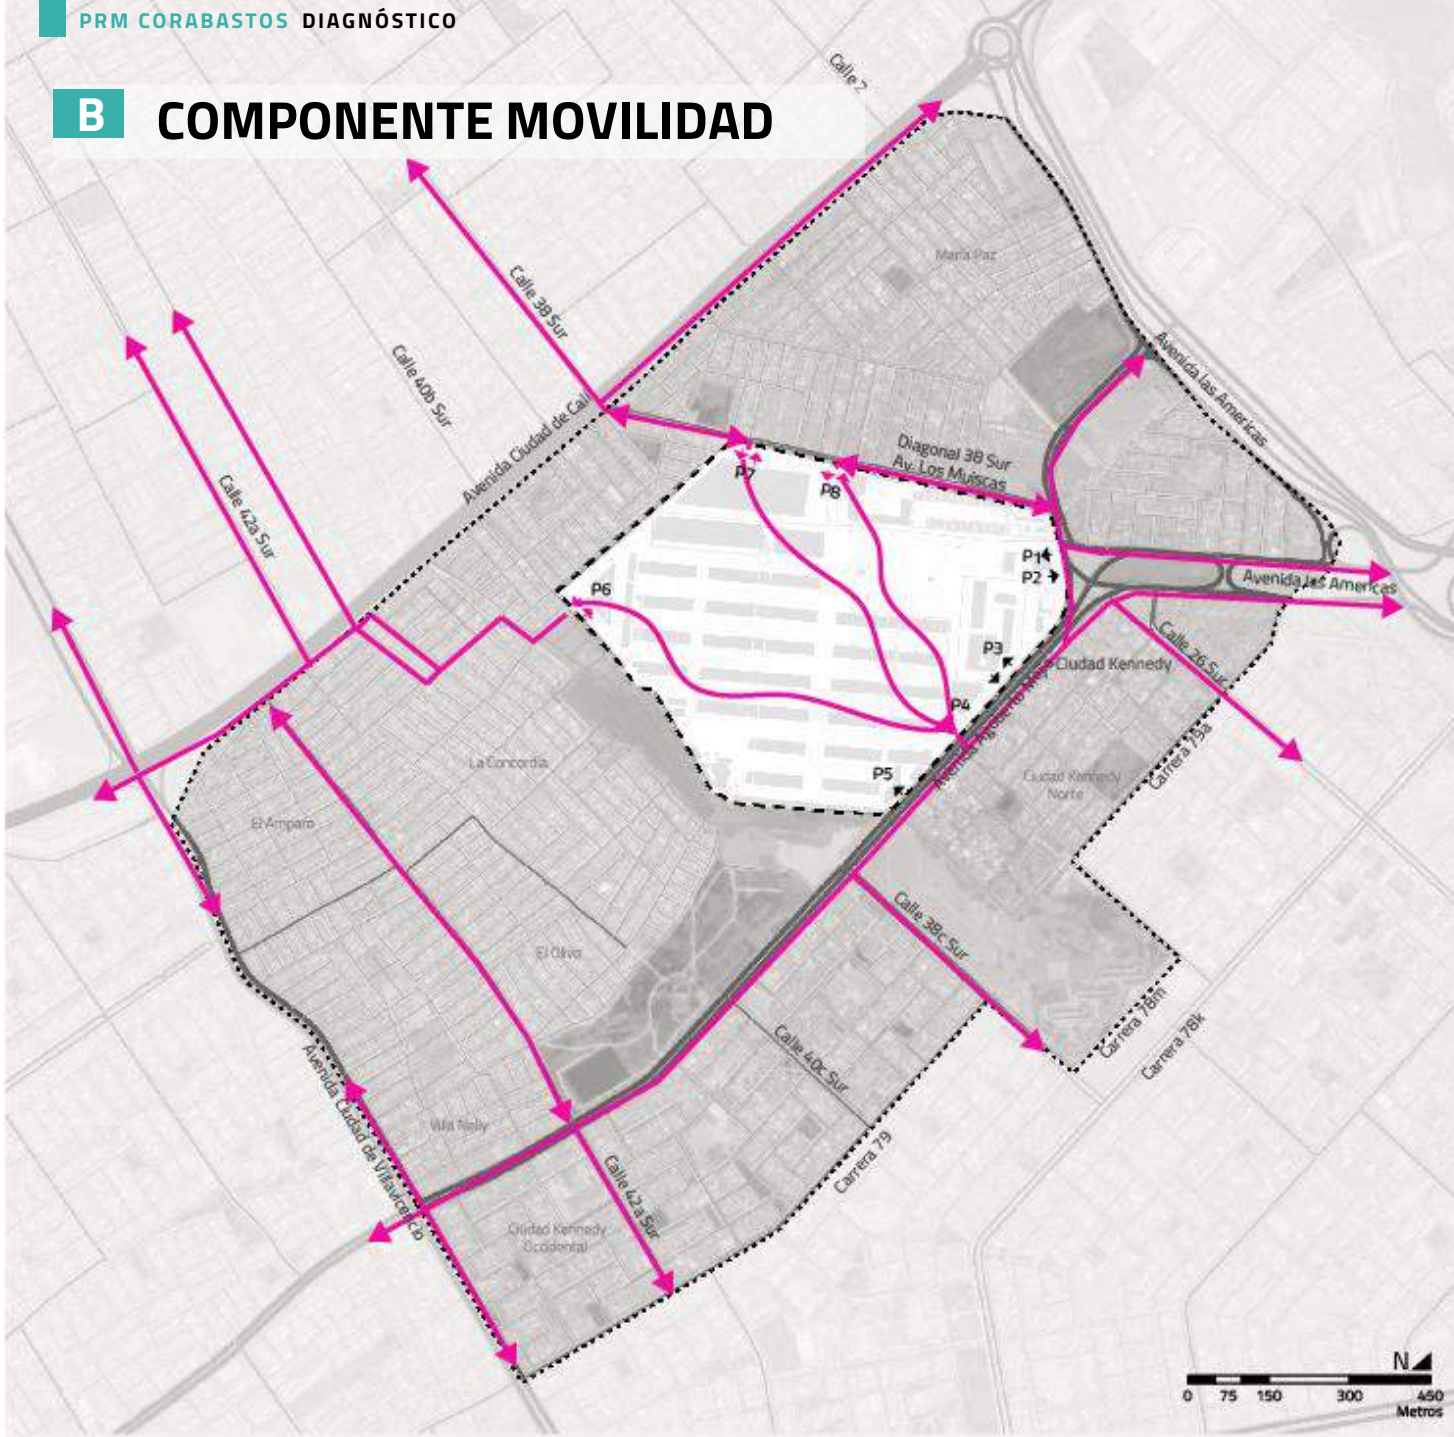 PRM CORABASTOS DIAGNÓSTICO
B COMPONENTE MOVILIDAD
Calle 2
Calle 38 Sur
Calle 40b Sur
Calle 42a Sur
Avenida Ciudad de Cali
María Paz
Avenida las Americas
Diagonal 38 Sur
Av. Los Muiscas
P7
P8
P1
P2
Avenida las Americas
P6
P3
Ciudad Kennedy
Calle 26 Sur
P4
P5
Carrera 79a
Ciudad Kennedy
Norte
La Concordia
El Amparo
El Olivo
Calle 38c Sur
Carrera 78m
Carrera 78k
Calle 40c Sur
Carrera 79
Avenida Ciudad de Villavicencio
Villa Nelly
Calle 42a Sur
Ciudad Kennedy
Occidental
N
0 75 150 300 450
Metros